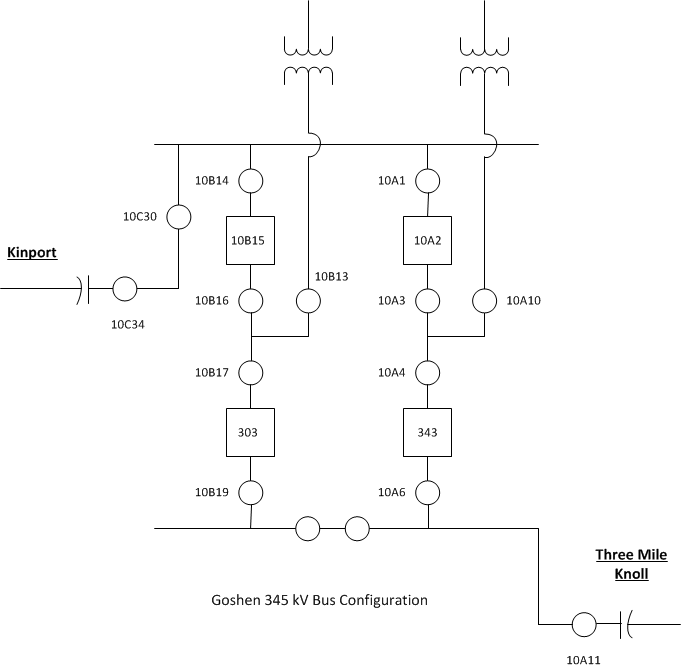 10B14
10A1
10C30
10B15
10A2
Kinport
10B13
10B16
10A3
10A10
10C34
10B17
10A4
303
343
10B19
10A6
Three Mile
Knoll
Goshen 345 kV Bus Configuration
10A11